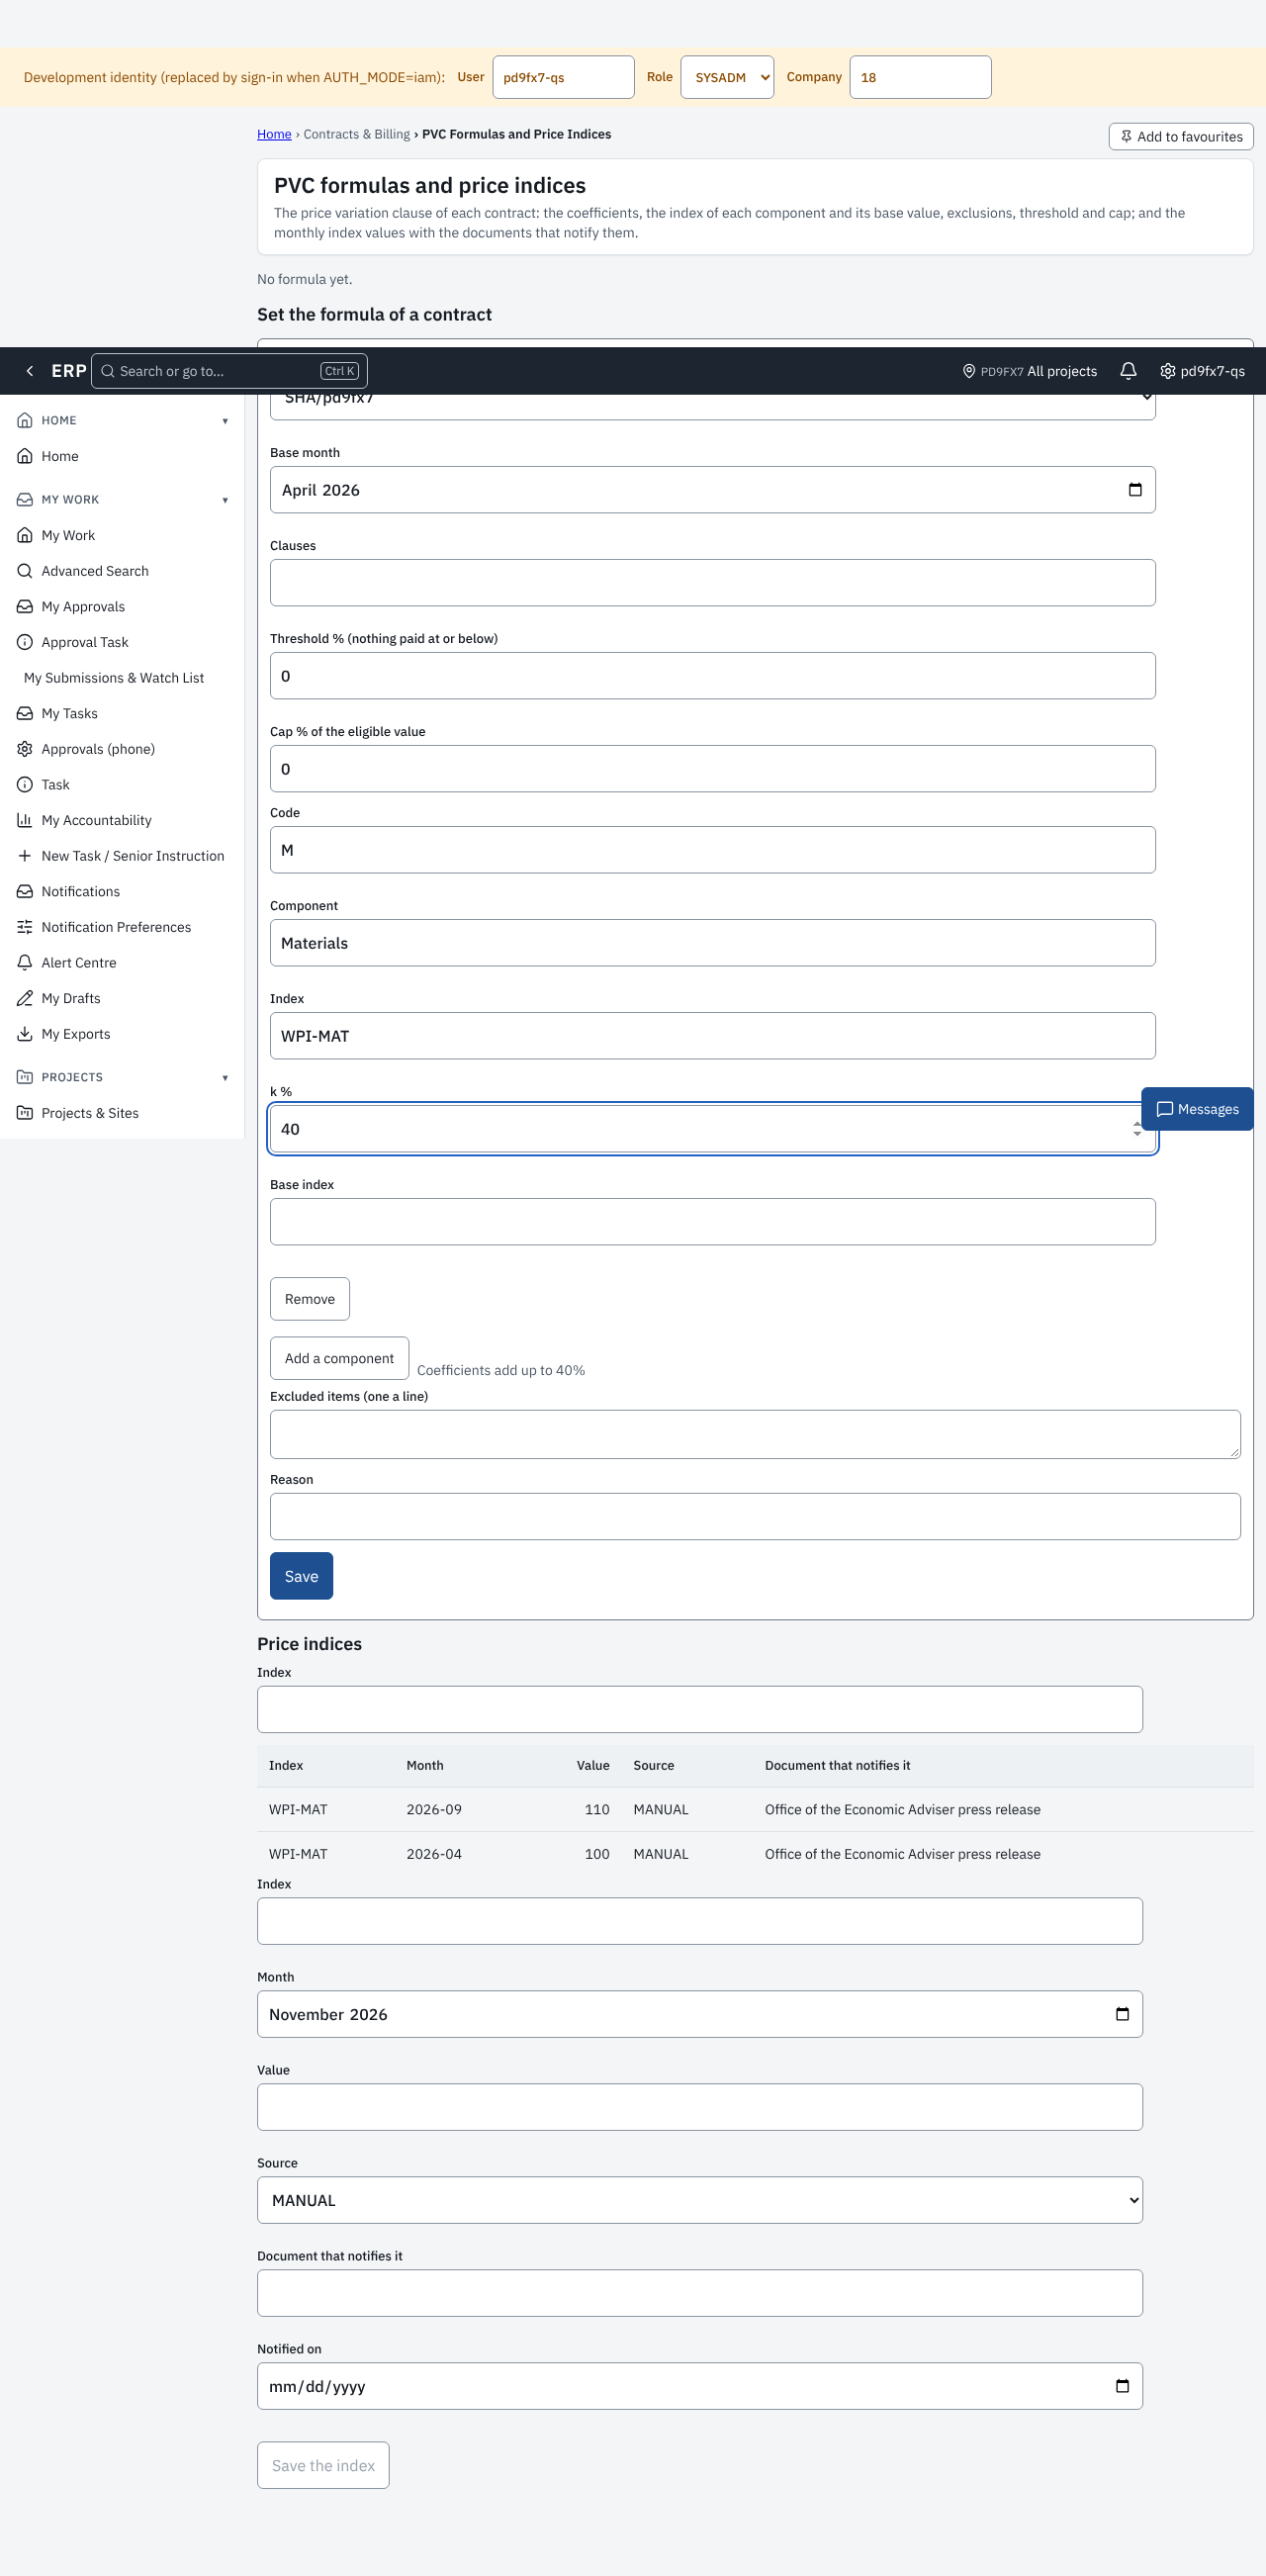 Development identity (replaced by sign-in when AUTH_MODE=iam): User pd9fx7-qs Role SYSADM Company 18
Home › Contracts & Billing › PVC Formulas and Price Indices
Add to favourites
PVC formulas and price indices
The price variation clause of each contract: the coefficients, the index of each component and its base value, exclusions, threshold and cap; and the
monthly index values with the documents that notify them.
No formula yet.
Set the formula of a contract
ERP Search or go to... Ctrl K PD9FX7 All projects pd9fx7-qs
HOME
Home
MY WORK
My Work
Advanced Search
My Approvals
Approval Task
My Submissions & Watch List
My Tasks
Approvals (phone)
Task
My Accountability
New Task / Senior Instruction
Notifications
Notification Preferences
Alert Centre
My Drafts
My Exports
PROJECTS
Projects & Sites
SHA/pd9fx7
Base month
April 2026
Clauses
Threshold % (nothing paid at or below)
0
Cap % of the eligible value
0
Code
M
Component
Materials
Index
WPI-MAT
k %
40
Messages
Base index
Remove
Add a component Coefficients add up to 40%
Excluded items (one a line)
Reason
Save
Price indices
Index
Index Month Value Source Document that notifies it
WPI-MAT 2026-09 110 MANUAL Office of the Economic Adviser press release
WPI-MAT 2026-04 100 MANUAL Office of the Economic Adviser press release
Index
Month
November 2026
Value
Source
MANUAL
Document that notifies it
Notified on
mm/dd/yyyy
Save the index